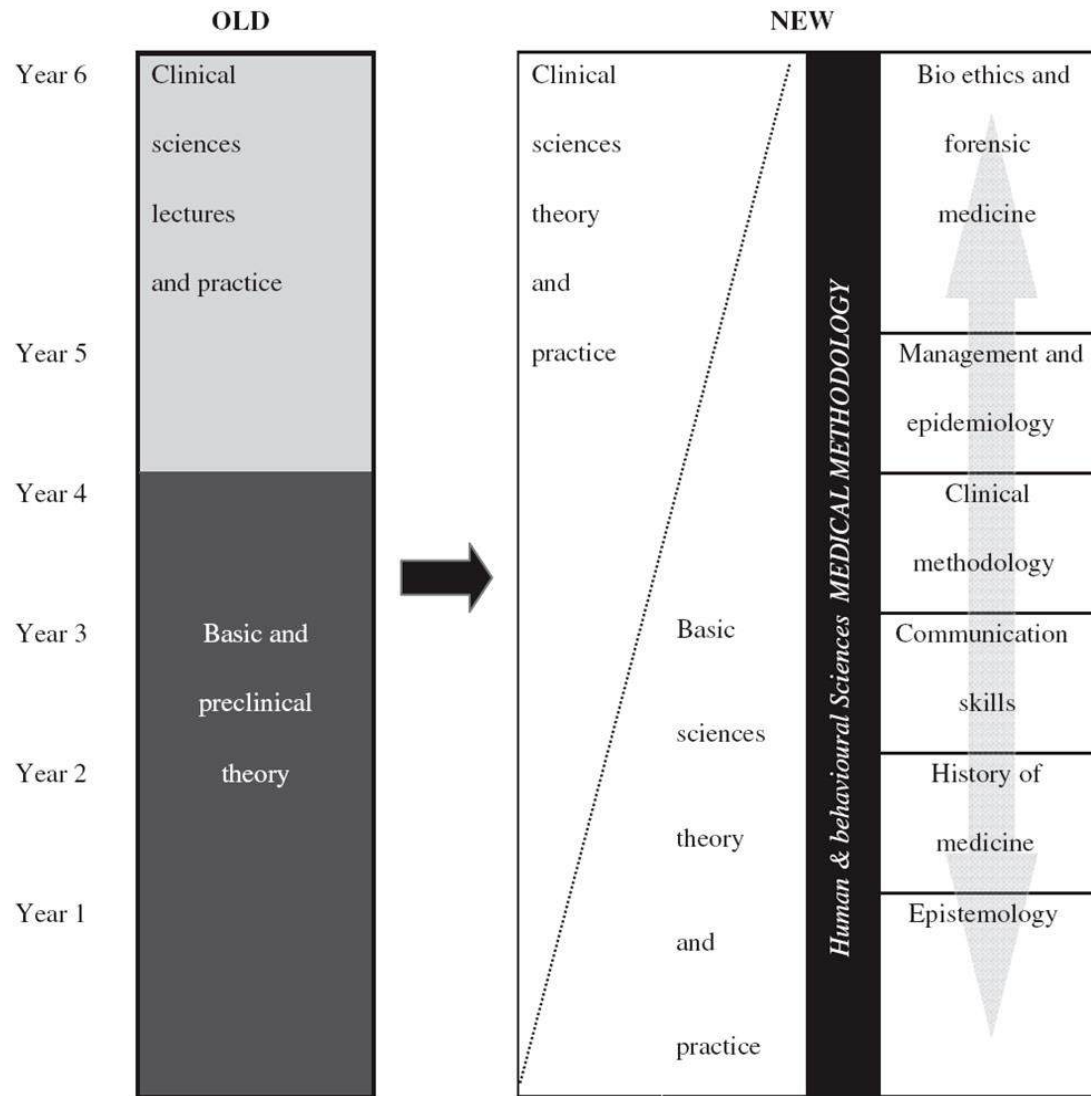 OLD
NEW
Year 6
Year 5
Year 4
Year 3
Year 2
Year 1
Clinical
sciences
lectures
and practice
Basic and
preclinical
theory
Clinical
sciences
theory
and
practice
Basic
sciences
theory
and
practice
Human & behavioural Sciences MEDICAL METHODOLOGY
Bio ethics and
forensic
medicine
Management and
epidemiology
Clinical
methodology
Communication
skills
History of
medicine
Epistemology